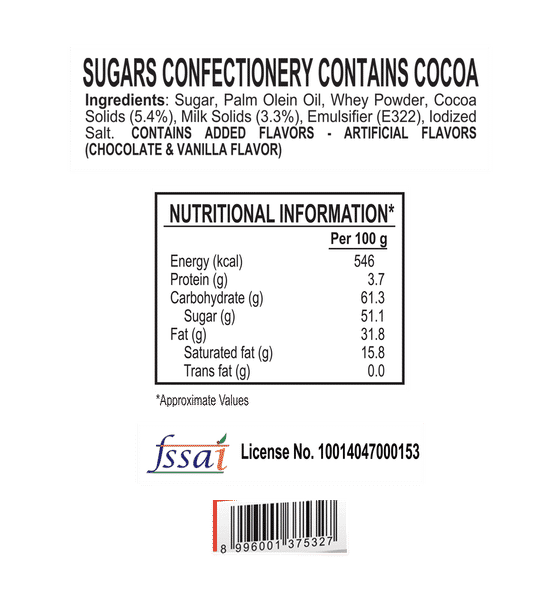 SUGARS CONFECTIONERY CONTAINS COCOA
Ingredients: Sugar, Palm Olein Oil, Whey Powder, Cocoa
Solids (5.4%), Milk Solids (3.3%), Emulsifier (E322), Iodized
Salt. CONTAINS ADDED FLAVORS - ARTIFICIAL FLAVORS
(CHOCOLATE & VANILLA FLAVOR)
NUTRITIONAL INFORMATION*
Per 100 g
Energy (kcal) 546
Protein (g) 3.7
Carbohydrate (g) 61.3
Sugar (g) 51.1
Fat (g) 31.8
Saturated fat (g) 15.8
Trans fat (g) 0.0
*Approximate Values
fssai License No. 10014047000153
8 996001 375327